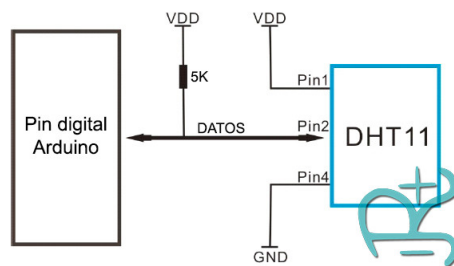 VDD
VDD
5K
Pin1
Pin digital
Arduino
DATOS
Pin2
DHT11
Pin4
GND